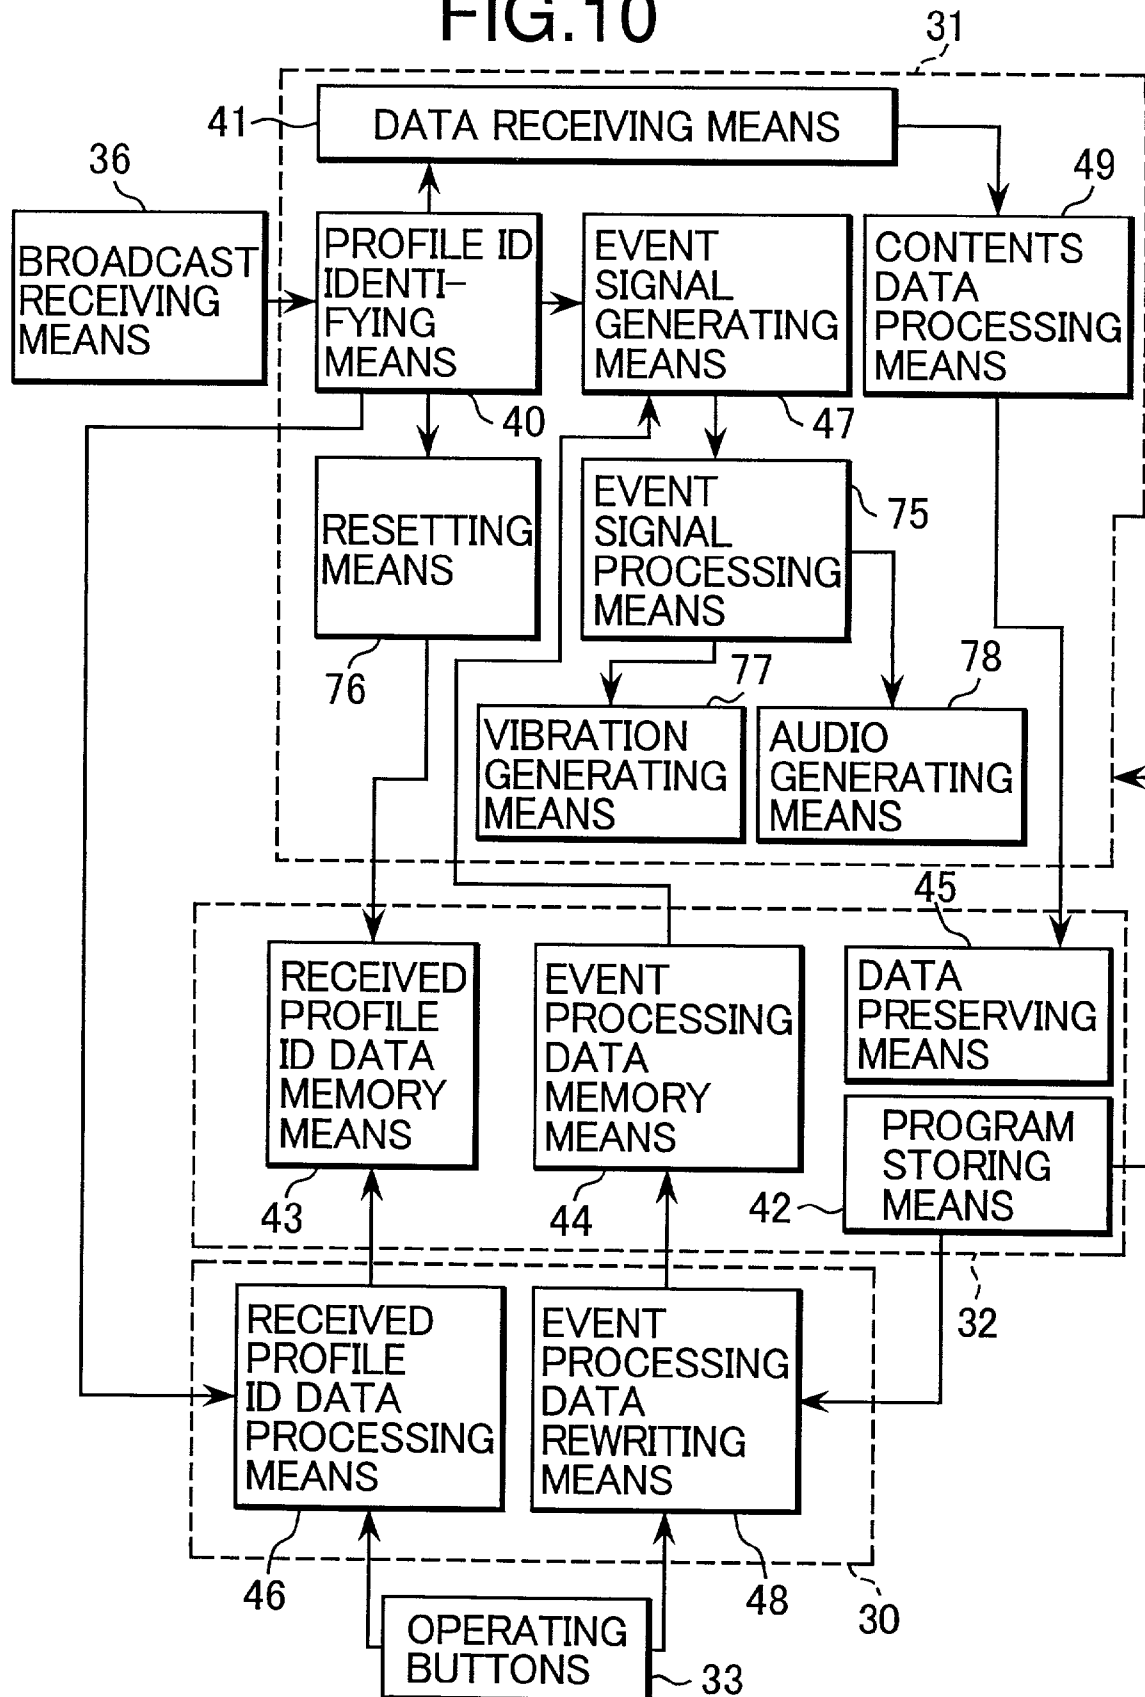 FIG.10
31
41
DATA RECEIVING MEANS
36
49
BROADCAST
RECEIVING
MEANS
PROFILE ID
IDENTI-
FYING
MEANS
EVENT
SIGNAL
GENERATING
MEANS
CONTENTS
DATA
PROCESSING
MEANS
40
47
RESETTING
MEANS
EVENT
SIGNAL
PROCESSING
MEANS
75
76
77
78
VIBRATION
GENERATING
MEANS
AUDIO
GENERATING
MEANS
45
RECEIVED
PROFILE
ID DATA
MEMORY
MEANS
EVENT
PROCESSING
DATA
MEMORY
MEANS
DATA
PRESERVING
MEANS
PROGRAM
STORING
MEANS
43
44
42
32
RECEIVED
PROFILE
ID DATA
PROCESSING
MEANS
EVENT
PROCESSING
DATA
REWRITING
MEANS
46
48
30
OPERATING
BUTTONS
33